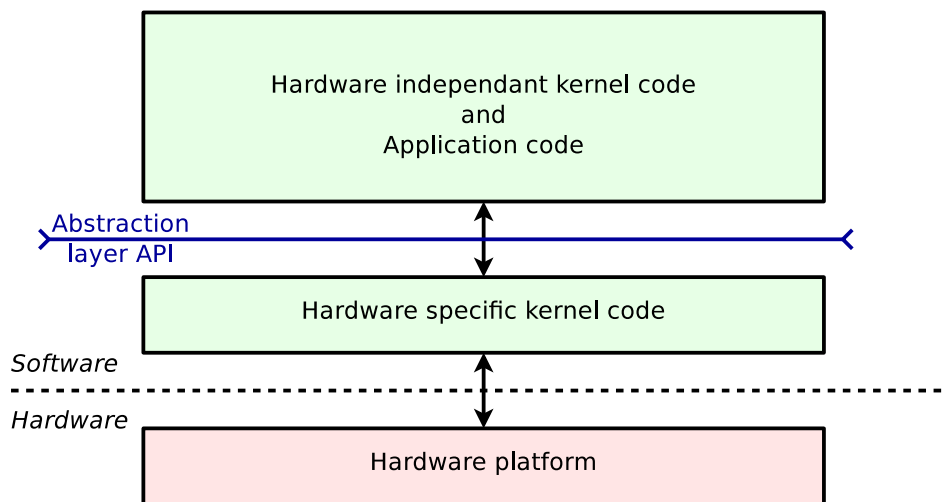 Hardware independant kernel code
and
Application code
Abstraction
layer API
Hardware specific kernel code
Software
Hardware
Hardware platform